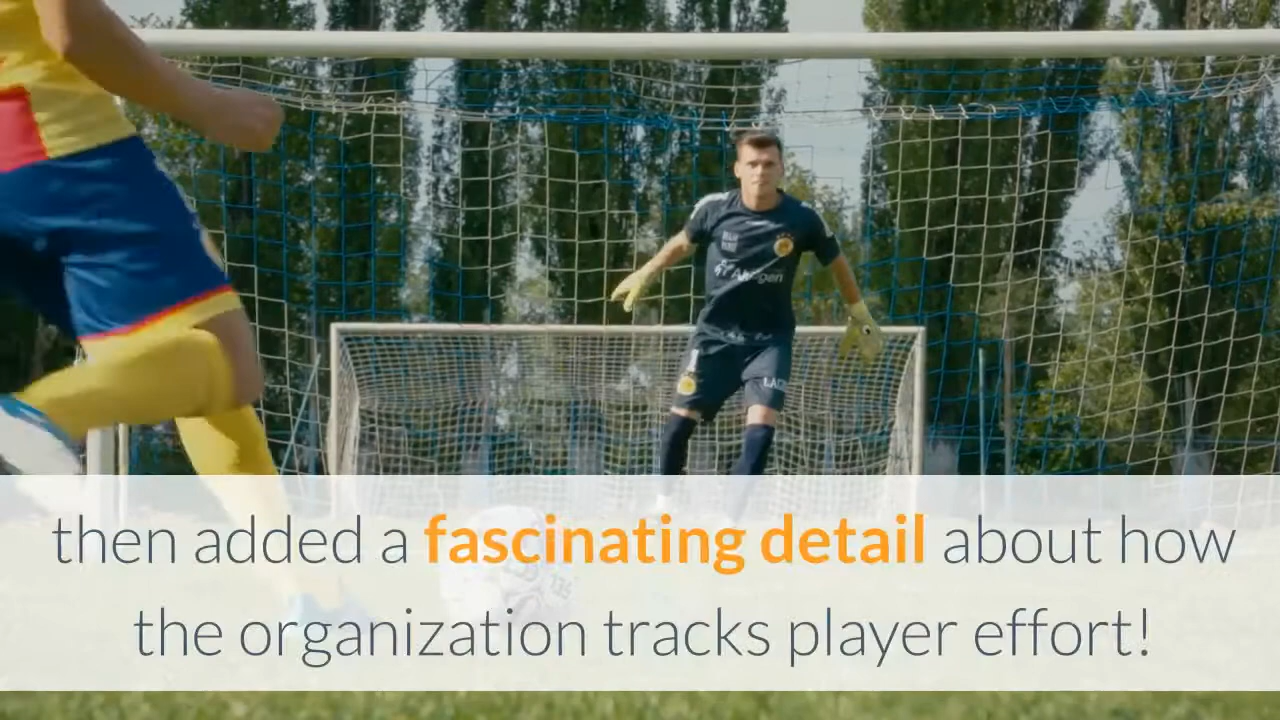 then added a fascinating detail about how
the organization tracks player effort!